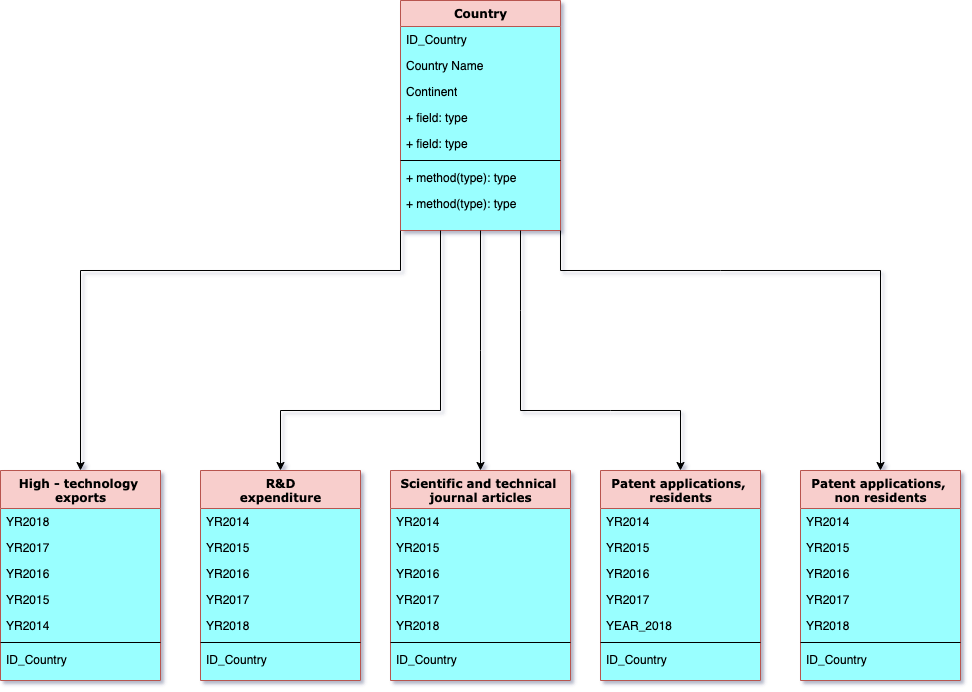 Country
ID_Country
Country Name
Continent
+ field: type
+ field: type
+ method(type): type
+ method(type): type
High - technology
exports
YR2018
YR2017
YR2016
YR2015
YR2014
ID_Country
R&D
expenditure
YR2014
YR2015
YR2016
YR2017
YR2018
ID_Country
Scientific and technical
journal articles
YR2014
YR2015
YR2016
YR2017
YR2018
ID_Country
Patent applications,
residents
YR2014
YR2015
YR2016
YR2017
YEAR_2018
ID_Country
Patent applications,
non residents
YR2014
YR2015
YR2016
YR2017
YR2018
ID_Country